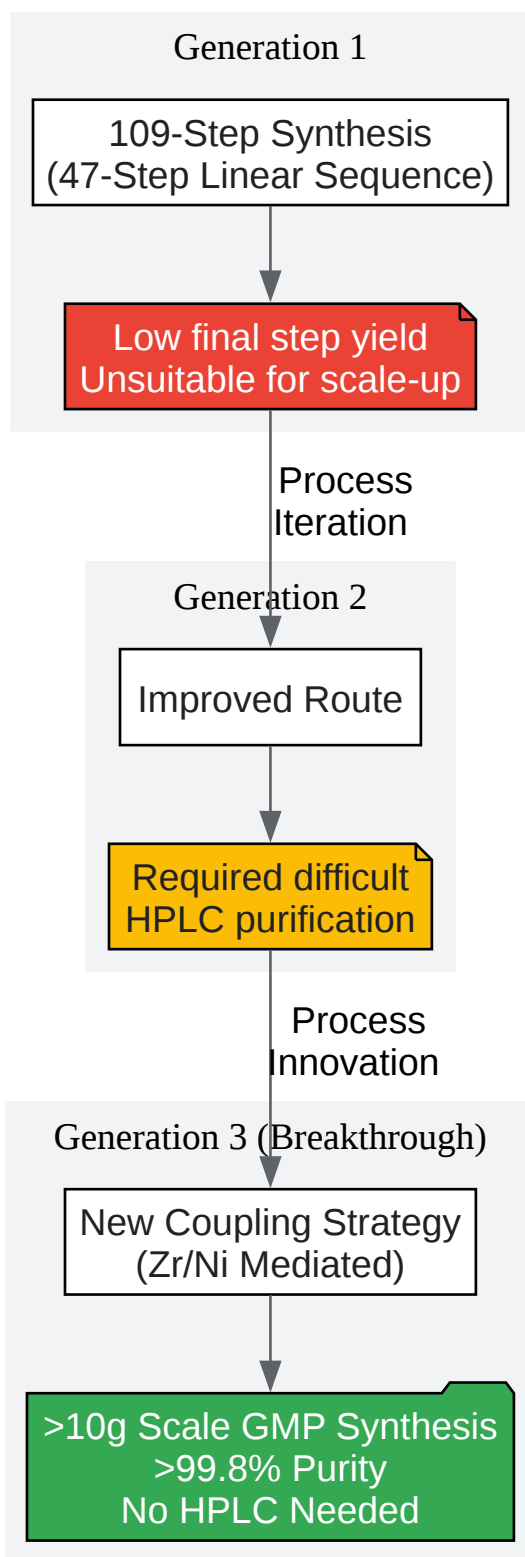 Generation 1
109-Step Synthesis
(47-Step Linear Sequence)
Low final step yield
Unsuitable for scale-up
Process
Iteration
Generation 2
Improved Route
Required difficult
HPLC purification
Process
Innovation
Generation 3 (Breakthrough)
New Coupling Strategy
(Zr/Ni Mediated)
>10g Scale GMP Synthesis
>99.8% Purity
No HPLC Needed